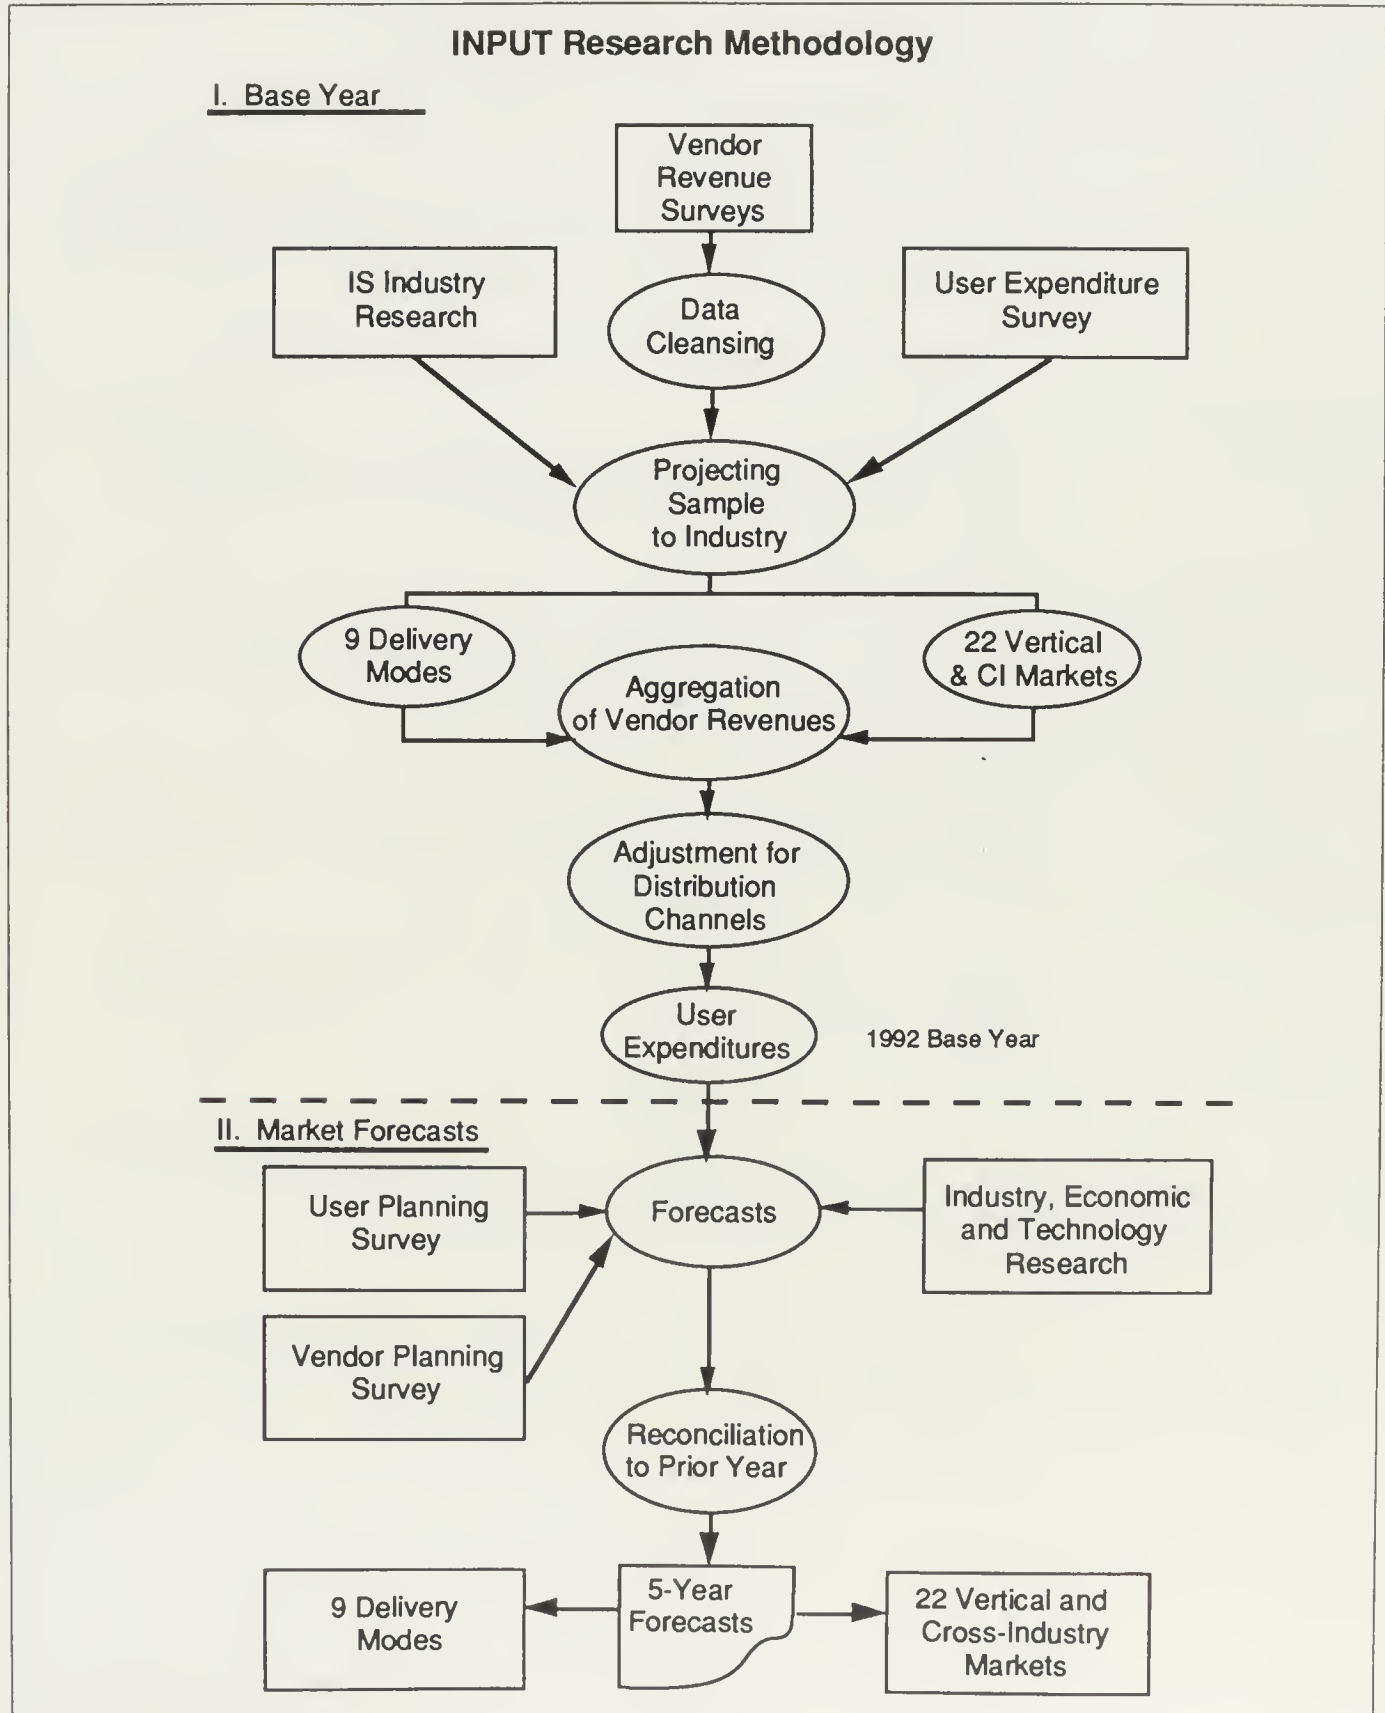 INPUT Research Methodology
I. Base Year
Vendor
Revenue
Surveys
IS Industry
Research
Data
Cleansing
User Expenditure
Survey
Projecting
Sample
to Industry
9 Delivery
Modes
Aggregation
of Vendor Revenues
22 Vertical
& CI Markets
Adjustment for
Distribution
Channels
User
Expenditures
1992 Base Year
II. Market Forecasts
User Planning
Survey
Forecasts
Industry, Economic
and Technology
Research
Vendor Planning
Survey
Reconciliation
to Prior Year
9 Delivery
Modes
5-Year
Forecasts
22 Vertical and
Cross-Industry
Markets